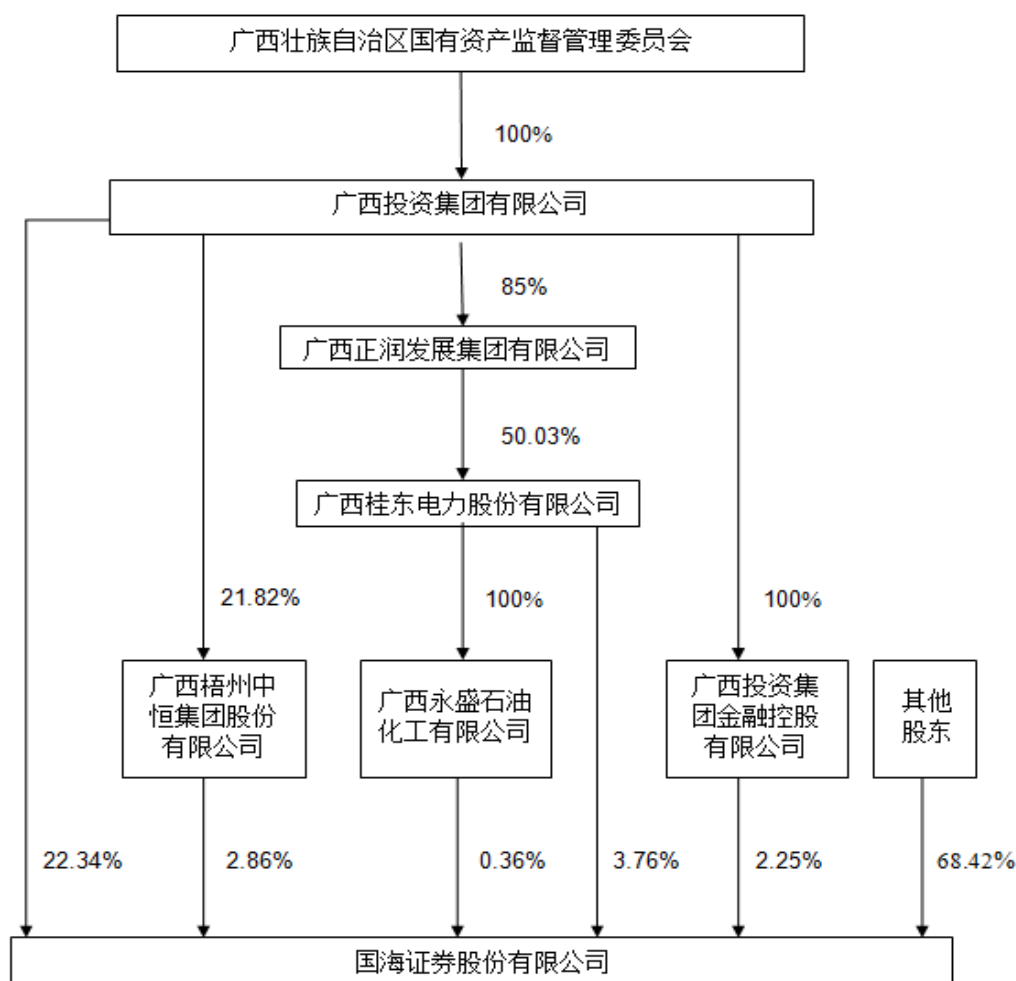 广西壮族自治区国有资产监督管理委员会
100%
广西投资集团有限公司
85%
广西正润发展集团有限公司
50.03%
广西桂东电力股份有限公司
21.82%
100%
100%
广西梧州中
恒集团股份
有限公司
广西永盛石油
化工有限公司
广西投资集
团金融控股
有限公司
其他
股东
22.34%
2.86%
0.36%
3.76%
2.25%
68.42%
国海证券股份有限公司